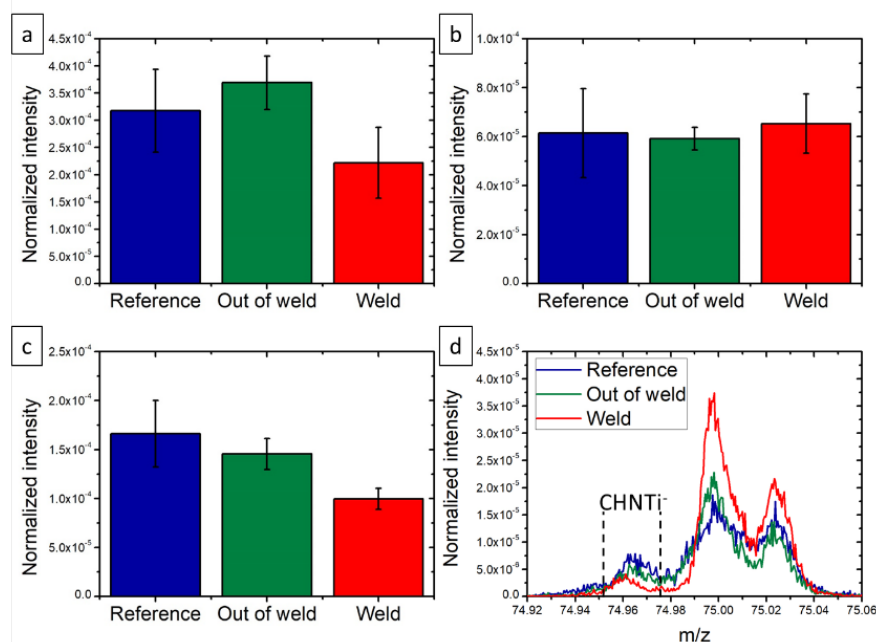 a
4.5x10⁻⁴
4.0x10⁻⁴
3.5x10⁻⁴
3.0x10⁻⁴
2.5x10⁻⁴
2.0x10⁻⁴
1.5x10⁻⁴
1.0x10⁻⁴
5.0x10⁻⁵
0.0
Normalized intensity
Reference Out of weld Weld
b
1.0x10⁻⁴
8.0x10⁻⁵
6.0x10⁻⁵
4.0x10⁻⁵
2.0x10⁻⁵
0.0
Normalized intensity
Reference Out of weld Weld
c
2.5x10⁻⁴
2.0x10⁻⁴
1.5x10⁻⁴
1.0x10⁻⁴
5.0x10⁻⁵
0.0
Normalized intensity
Reference Out of weld Weld
d
4.5x10⁻⁵
4.0x10⁻⁵
3.5x10⁻⁵
3.0x10⁻⁵
2.5x10⁻⁵
2.0x10⁻⁵
1.5x10⁻⁵
1.0x10⁻⁵
5.0x10⁻⁶
0.0
Normalized intensity
Reference
Out of weld
Weld
CHNTi⁻
74.92 74.94 74.96 74.98 75.00 75.02 75.04 75.06
m/z